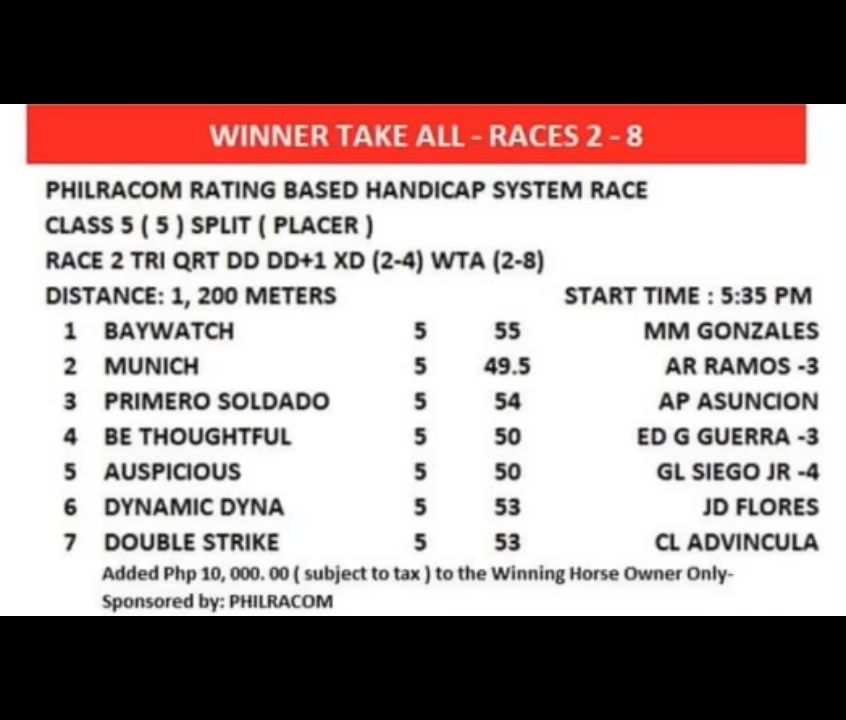 WINNER TAKE ALL - RACES 2 - 8
PHILRACOM RATING BASED HANDICAP SYSTEM RACE
CLASS 5 ( 5 ) SPLIT ( PLACER )
RACE 2 TRI QRT DD DD+1 XD (2-4) WTA (2-8)
DISTANCE: 1, 200 METERS START TIME : 5:35 PM
1 BAYWATCH 5 55 MM GONZALES
2 MUNICH 5 49.5 AR RAMOS -3
3 PRIMERO SOLDADO 5 54 AP ASUNCION
4 BE THOUGHTFUL 5 50 ED G GUERRA -3
5 AUSPICIOUS 5 50 GL SIEGO JR -4
6 DYNAMIC DYNA 5 53 JD FLORES
7 DOUBLE STRIKE 5 53 CL ADVINCULA
Added Php 10, 000. 00 ( subject to tax ) to the Winning Horse Owner Only-
Sponsored by: PHILRACOM